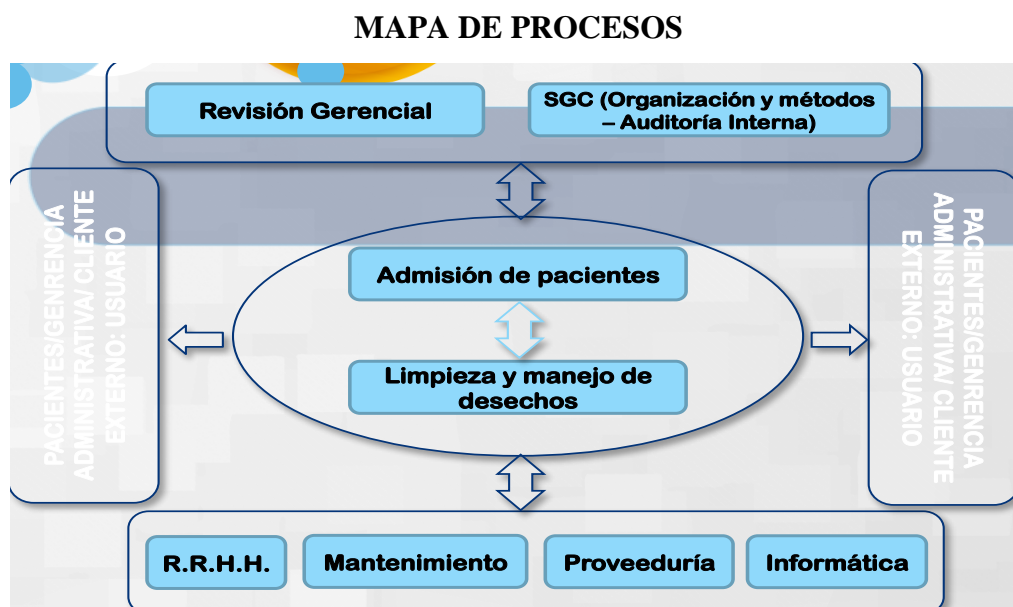 MAPA DE PROCESOS
Revisión Gerencial
SGC (Organización y métodos
– Auditoría Interna)
PACIENTES/GENRENCIA
ADMINISTRATIVA/ CLIENTE
EXTERNO: USUARIO
Admisión de pacientes
Limpieza y manejo de
desechos
PACIENTES/GENRENCIA
ADMINISTRATIVA/ CLIENTE
EXTERNO: USUARIO
R.R.H.H.
Mantenimiento
Proveeduría
Informática